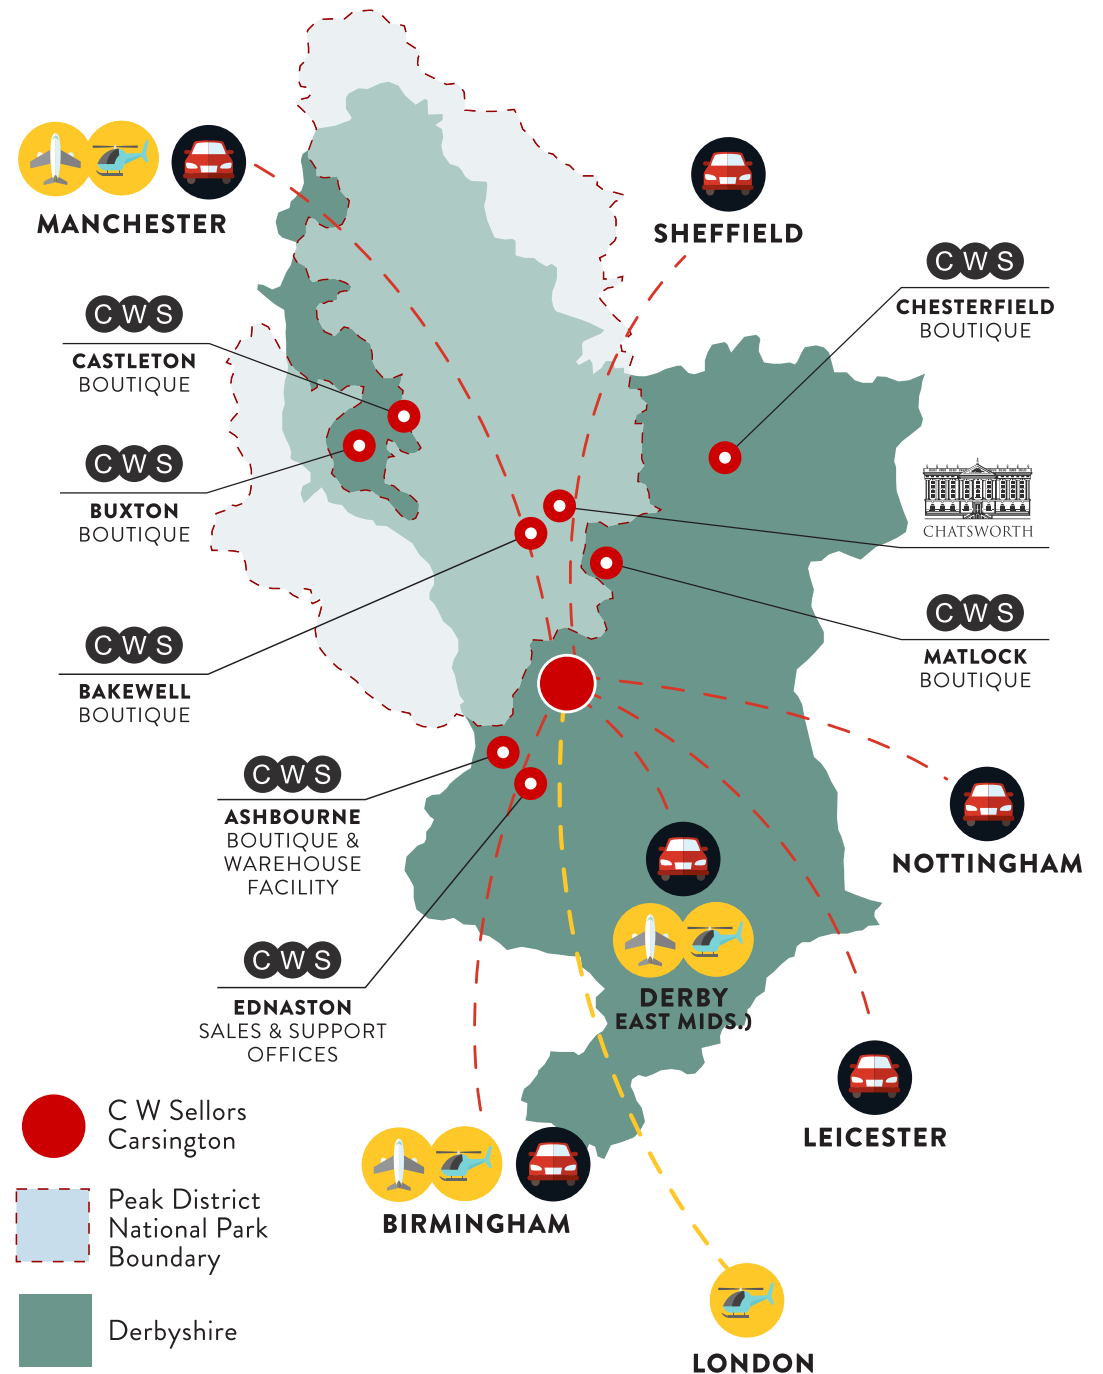 MANCHESTER
SHEFFIELD
CWS
CHESTERFIELD
BOUTIQUE
CWS
CASTLETON
BOUTIQUE
CWS
BUXTON
BOUTIQUE
CHATSWORTH
CWS
MATLOCK
BOUTIQUE
CWS
BAKEWELL
BOUTIQUE
CWS
ASHBOURNE
BOUTIQUE &
WAREHOUSE
FACILITY
NOTTINGHAM
CWS
EDNASTON
SALES & SUPPORT
OFFICES
DERBY
EAST MIDS.)
LEICESTER
BIRMINGHAM
LONDON
C W Sellors
Carsington
Peak District
National Park
Boundary
Derbyshire